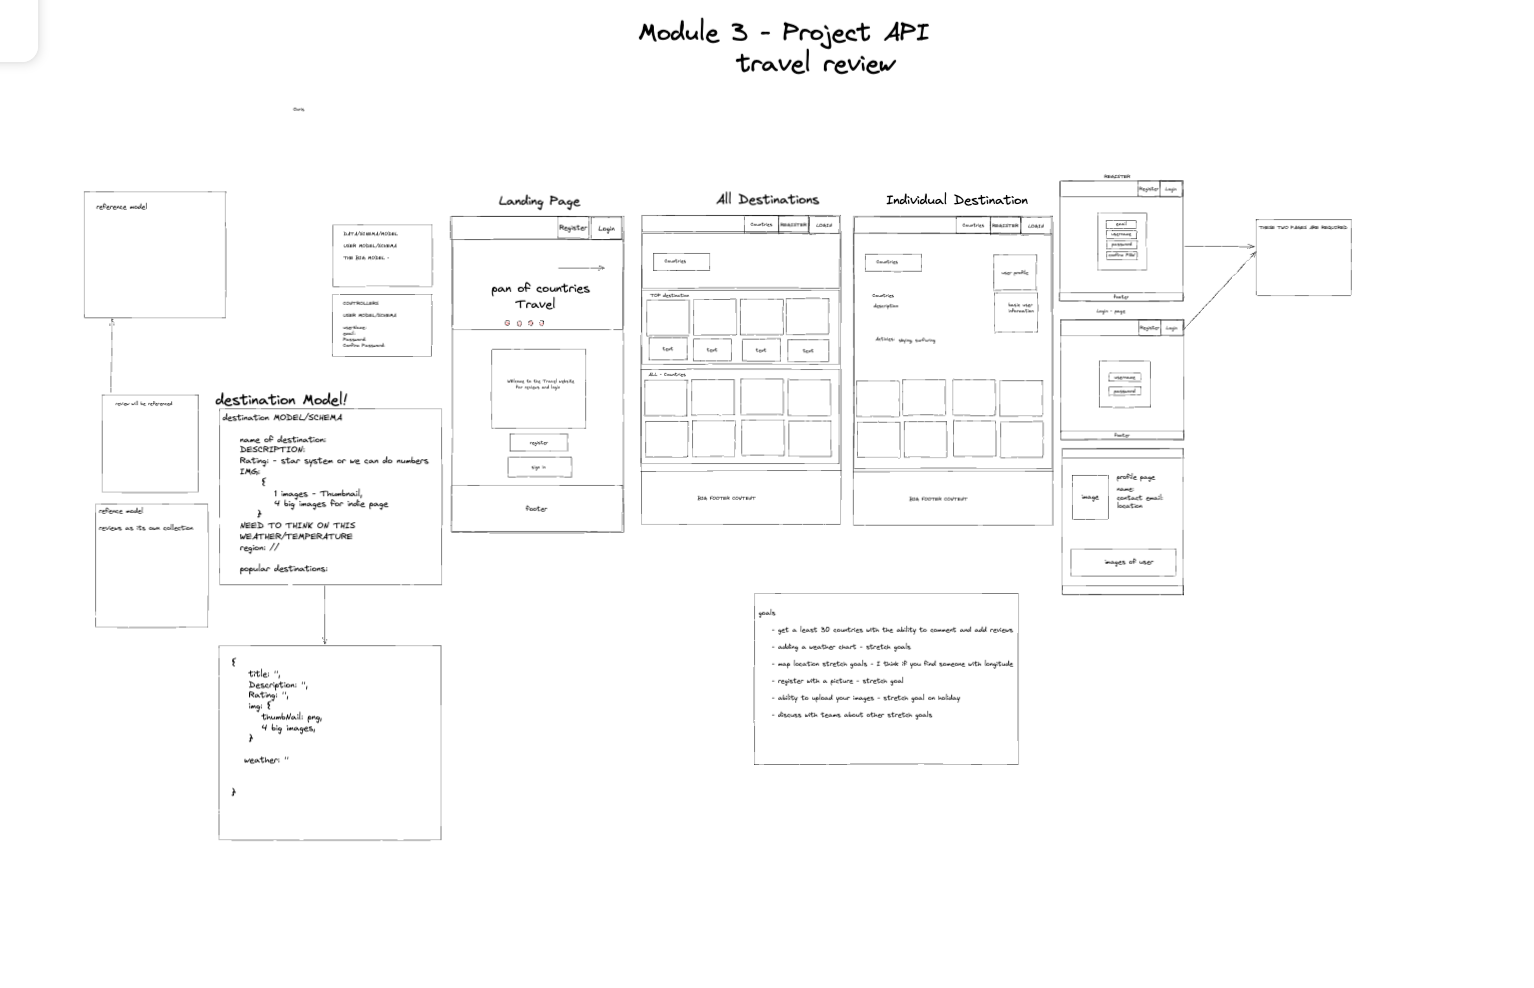 Module 3 - Project API
travel review
reference model
review will be referenced
refence model
reviews as its own collection
DATA/SCHEMA/MODEL
USER MODEL/SCHEMA
THE BOA MODEL -
CONTROLLERS
USER MODEL/SCHEMA
username:
email:
Password:
Confirm Password:
destination Model!
destination MODEL/SCHEMA
name of destination:
DESCRIPTION:
Rating: - star system or we can do numbers
IMG:
{
1 images - Thumbnail,
4 big images for indie page
}
NEED TO THINK ON THIS
WEATHER/TEMPERATURE
region: //
popular destinations:
{
title: '',
Description: '',
Rating: '',
img: {
thumbNail: png,
4 big images,
}
weather: ''
}
Landing Page
Register
Login
pan of countries
Travel
Welcome to the Travel website
for reviews and login
register
sign in
footer
All Destinations
Countries
REGISTER
LOGIN
Countries
TOP destination
text
text
text
text
ALL - Countries
BOA FOOTER CONTENT
Individual Destination
Countries
REGISTER
LOGIN
Countries
user profile
Countries
description
basic user
information
BOA FOOTER CONTENT
REGISTER
Register
Login
email
username
password
footer
Login - page
Register
Login
username
password
footer
image
profile page
name:
contact email:
location
images of user
THESE TWO PAGES ARE REQUIRED
goals
- get a least 30 countries with the ability to comment and add reviews
- adding a weather chart - stretch goals
- map location stretch goals - I think if you find someone with longitude
- register with a picture - stretch goal
- ability to upload your images - stretch goal on holiday
- discuss with teams about other stretch goals